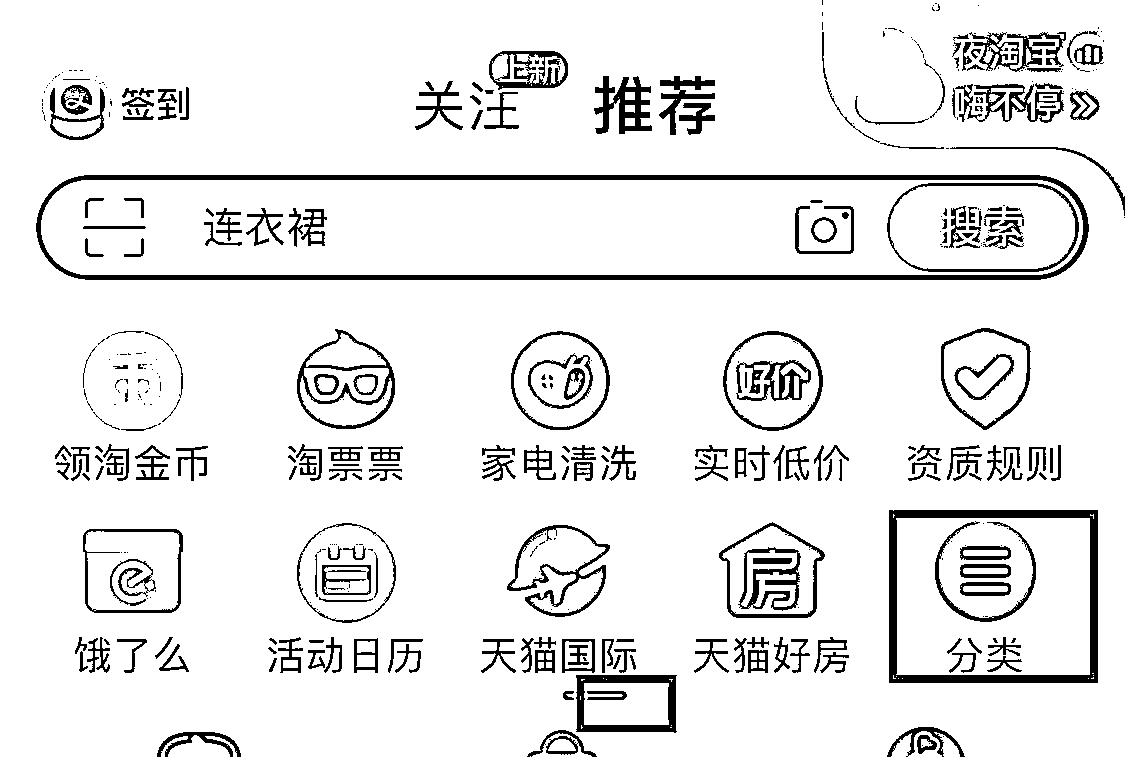 夜淘宝
嗨不停 »
签到
关注
上新
推荐
连衣裙
搜索
币
好价
领淘金币
淘票票
家电清洗
实时低价
资质规则
房
饿了么
活动日历
天猫国际
天猫好房
分类